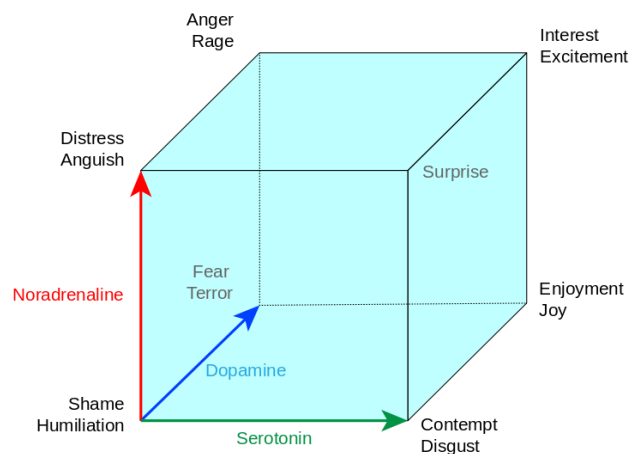 Anger
Rage
Interest
Excitement
Distress
Anguish
Surprise
Fear
Terror
Noradrenaline
Enjoyment
Joy
Dopamine
Shame
Humiliation
Contempt
Disgust
Serotonin